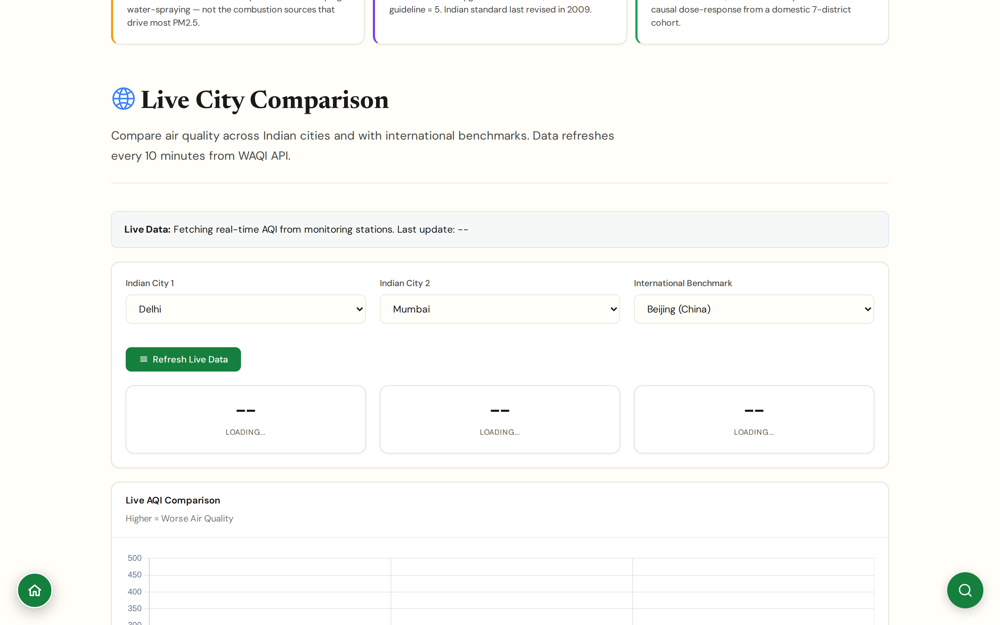 water-spraying — not the combustion sources that
drive most PM2.5.
guideline = 5. Indian standard last revised in 2009.
causal dose-response from a domestic 7-district
cohort.
Live City Comparison
Compare air quality across Indian cities and with international benchmarks. Data refreshes
every 10 minutes from WAQI API.
Live Data: Fetching real-time AQI from monitoring stations. Last update: --
Indian City 1
Indian City 2
International Benchmark
Delhi
Mumbai
Beijing (China)
Refresh Live Data
--
--
--
LOADING...
LOADING...
LOADING...
Live AQI Comparison
Higher = Worse Air Quality
500
450
400
350
300